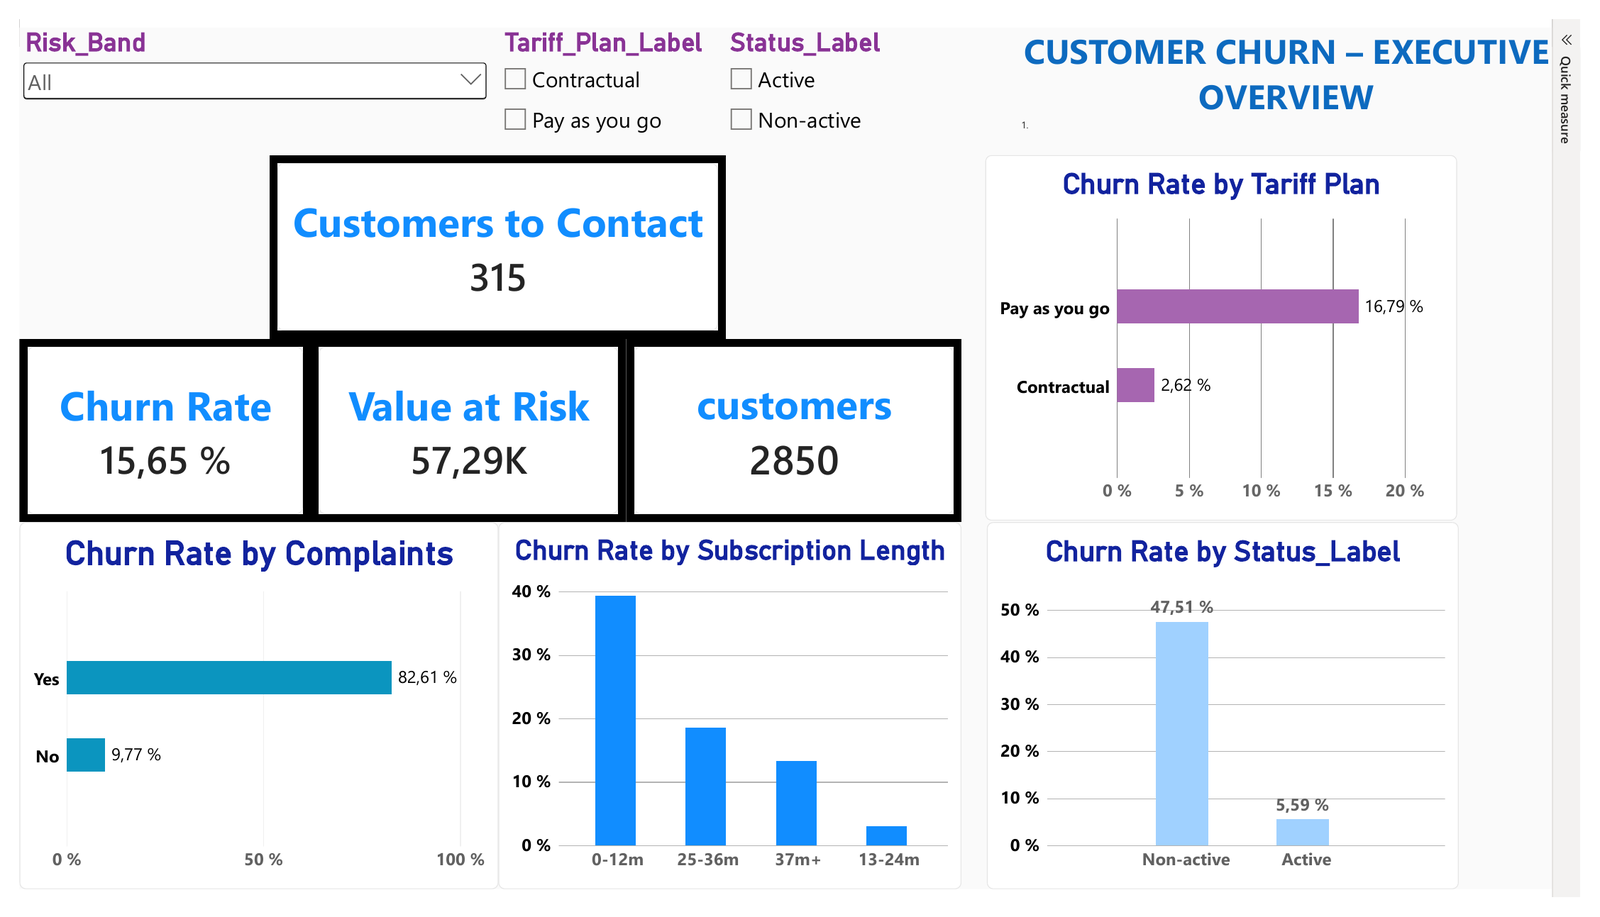 Risk_Band
All
Tariff_Plan_Label
Contractual
Pay as you go
Status_Label
Active
Non-active
CUSTOMER CHURN – EXECUTIVE
OVERVIEW
1.
Quick measure
Customers to Contact
315
Churn Rate
15,65 %
Value at Risk
57,29K
customers
2850
Churn Rate by Tariff Plan
Pay as you go
16,79 %
Contractual
2,62 %
0 % 5 % 10 % 15 % 20 %
Churn Rate by Complaints
Yes
82,61 %
No
9,77 %
0 % 50 % 100 %
Churn Rate by Subscription Length
40 %
30 %
20 %
10 %
0 %
0-12m 25-36m 37m+ 13-24m
Churn Rate by Status_Label
50 %
40 %
30 %
20 %
10 %
0 %
47,51 %
5,59 %
Non-active Active